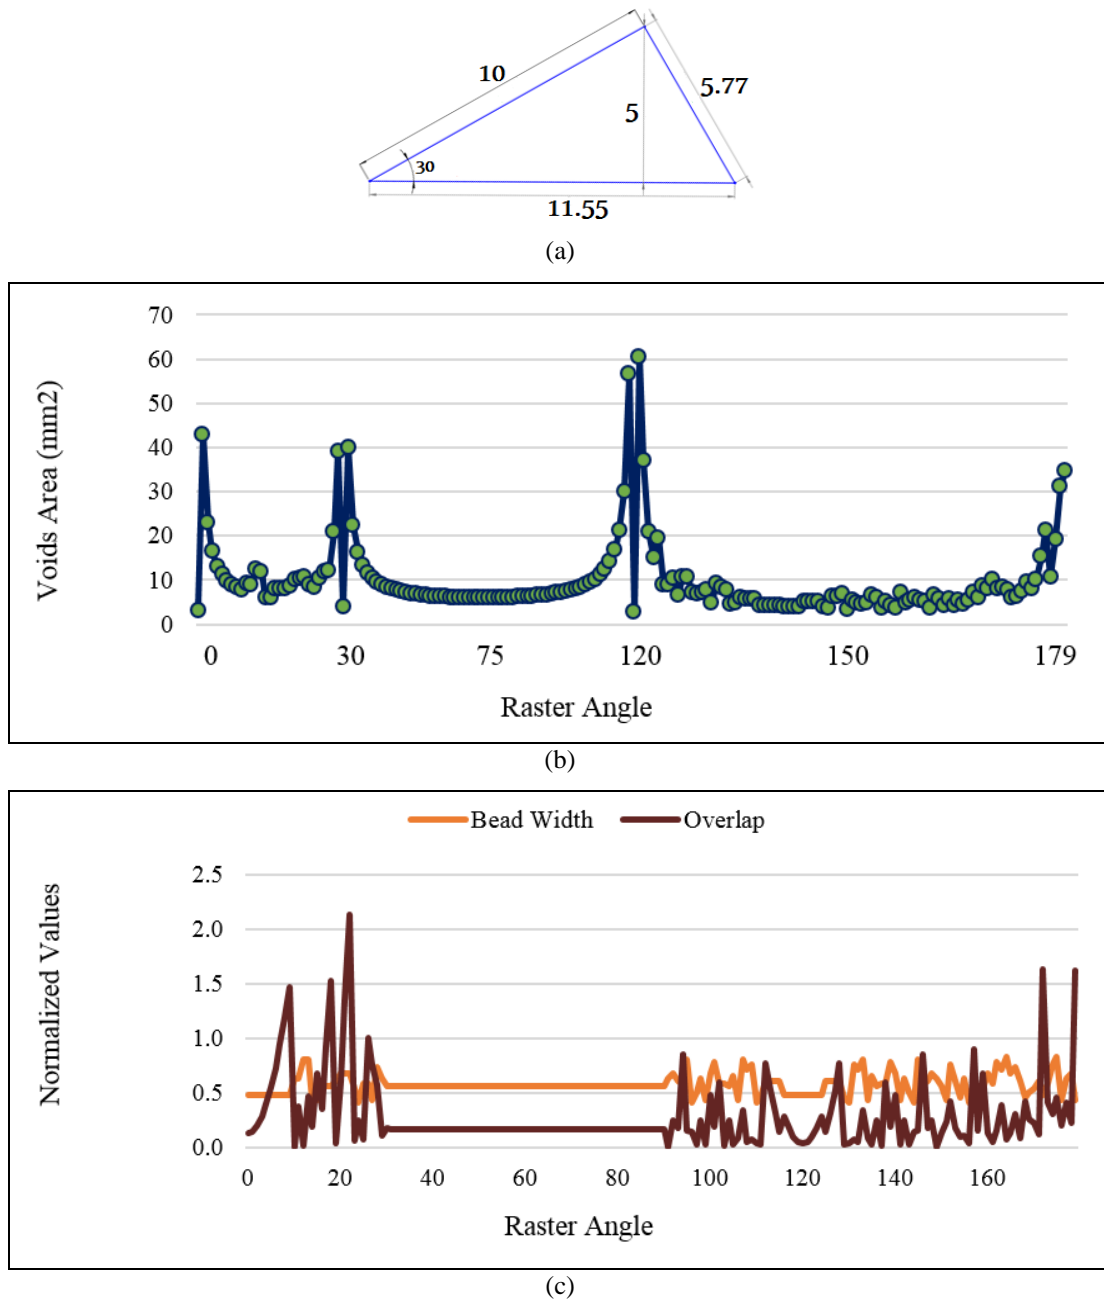 10
5.77
5
30
11.55
(a)
70
60
50
40
30
20
10
0
0 30 75 120 150 179
Voids Area (mm2)
Raster Angle
(b)
Bead Width Overlap
2.5
2.0
1.5
1.0
0.5
0.0
0 20 40 60 80 100 120 140 160
Normalized Values
Raster Angle
(c)